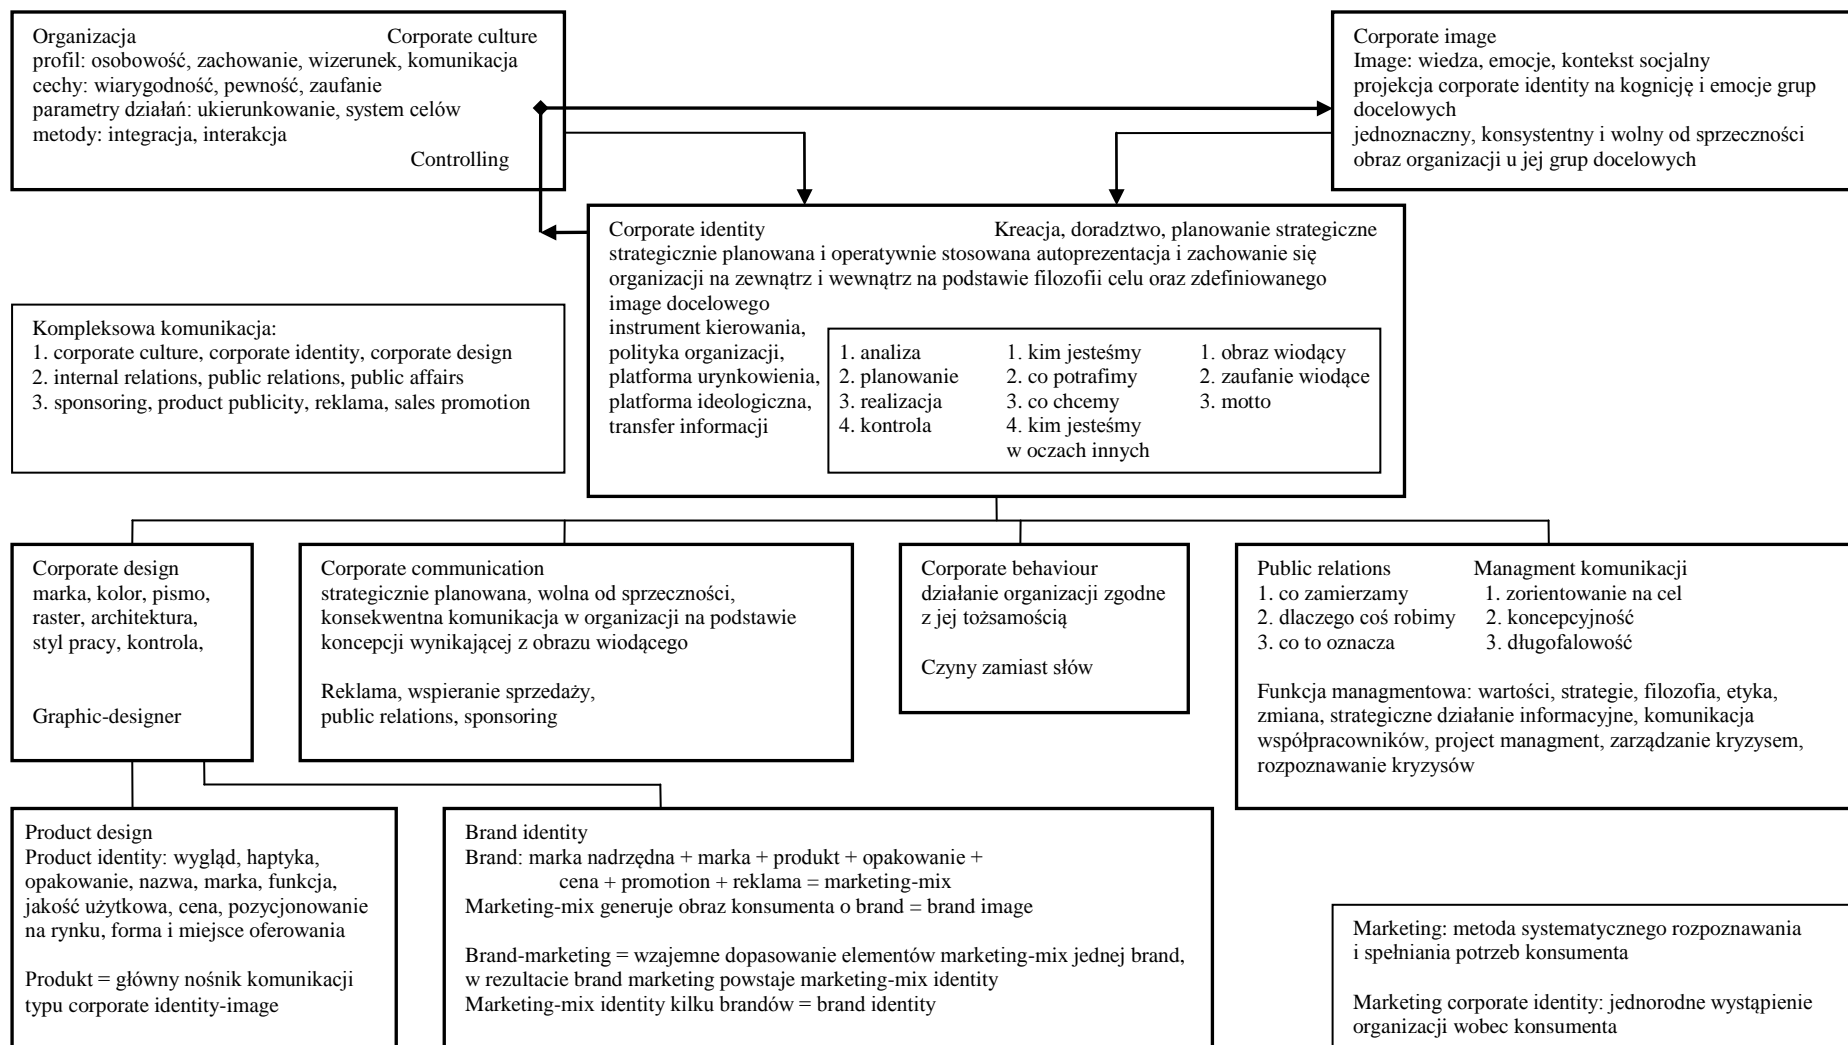 Organizacja Corporate culture
profil: osobowość, zachowanie, wizerunek, komunikacja
cechy: wiarygodność, pewność, zaufanie
parametry działań: ukierunkowanie, system celów
metody: integracja, interakcja
Controlling
Corporate image
Image: wiedza, emocje, kontekst socjalny
projekcja corporate identity na kognicję i emocje grup
docelowych
jednoznaczny, konsystentny i wolny od sprzeczności
obraz organizacji u jej grup docelowych
Corporate identity Kreacja, doradztwo, planowanie strategiczne
strategicznie planowana i operatywnie stosowana autoprezentacja i zachowanie się
organizacji na zewnątrz i wewnątrz na podstawie filozofii celu oraz zdefiniowanego
image docelowego
instrument kierowania,
polityka organizacji,
platforma urynkowienia,
platforma ideologiczna,
transfer informacji
1. analiza
2. planowanie
3. realizacja
4. kontrola
1. kim jesteśmy
2. co potrafimy
3. co chcemy
4. kim jesteśmy
w oczach innych
1. obraz wiodący
2. zaufanie wiodące
3. motto
Kompleksowa komunikacja:
1. corporate culture, corporate identity, corporate design
2. internal relations, public relations, public affairs
3. sponsoring, product publicity, reklama, sales promotion
Corporate design
marka, kolor, pismo,
raster, architektura,
styl pracy, kontrola,
Graphic-designer
Corporate communication
strategicznie planowana, wolna od sprzeczności,
konsekwentna komunikacja w organizacji na podstawie
koncepcji wynikającej z obrazu wiodącego
Reklama, wspieranie sprzedaży,
public relations, sponsoring
Corporate behaviour
działanie organizacji zgodne
z jej tożsamością
Czyny zamiast słów
Public relations Managment komunikacji
1. co zamierzamy 1. zorientowanie na cel
2. dlaczego coś robimy 2. koncepcyjność
3. co to oznacza 3. długofalowość
Funkcja managmentowa: wartości, strategie, filozofia, etyka,
zmiana, strategiczne działanie informacyjne, komunikacja
współpracowników, project managment, zarządzanie kryzysem,
rozpoznawanie kryzysów
Product design
Product identity: wygląd, haptyka,
opakowanie, nazwa, marka, funkcja,
jakość użytkowa, cena, pozycjonowanie
na rynku, forma i miejsce oferowania
Produkt = główny nośnik komunikacji
typu corporate identity-image
Brand identity
Brand: marka nadrzędna + marka + produkt + opakowanie +
cena + promotion + reklama = marketing-mix
Marketing-mix generuje obraz konsumenta o brand = brand image
Brand-marketing = wzajemne dopasowanie elementów marketing-mix jednej brand,
w rezultacie brand marketing powstaje marketing-mix identity
Marketing-mix identity kilku brandów = brand identity
Marketing: metoda systematycznego rozpoznawania
i spełniania potrzeb konsumenta
Marketing corporate identity: jednorodne wystąpienie
organizacji wobec konsumenta